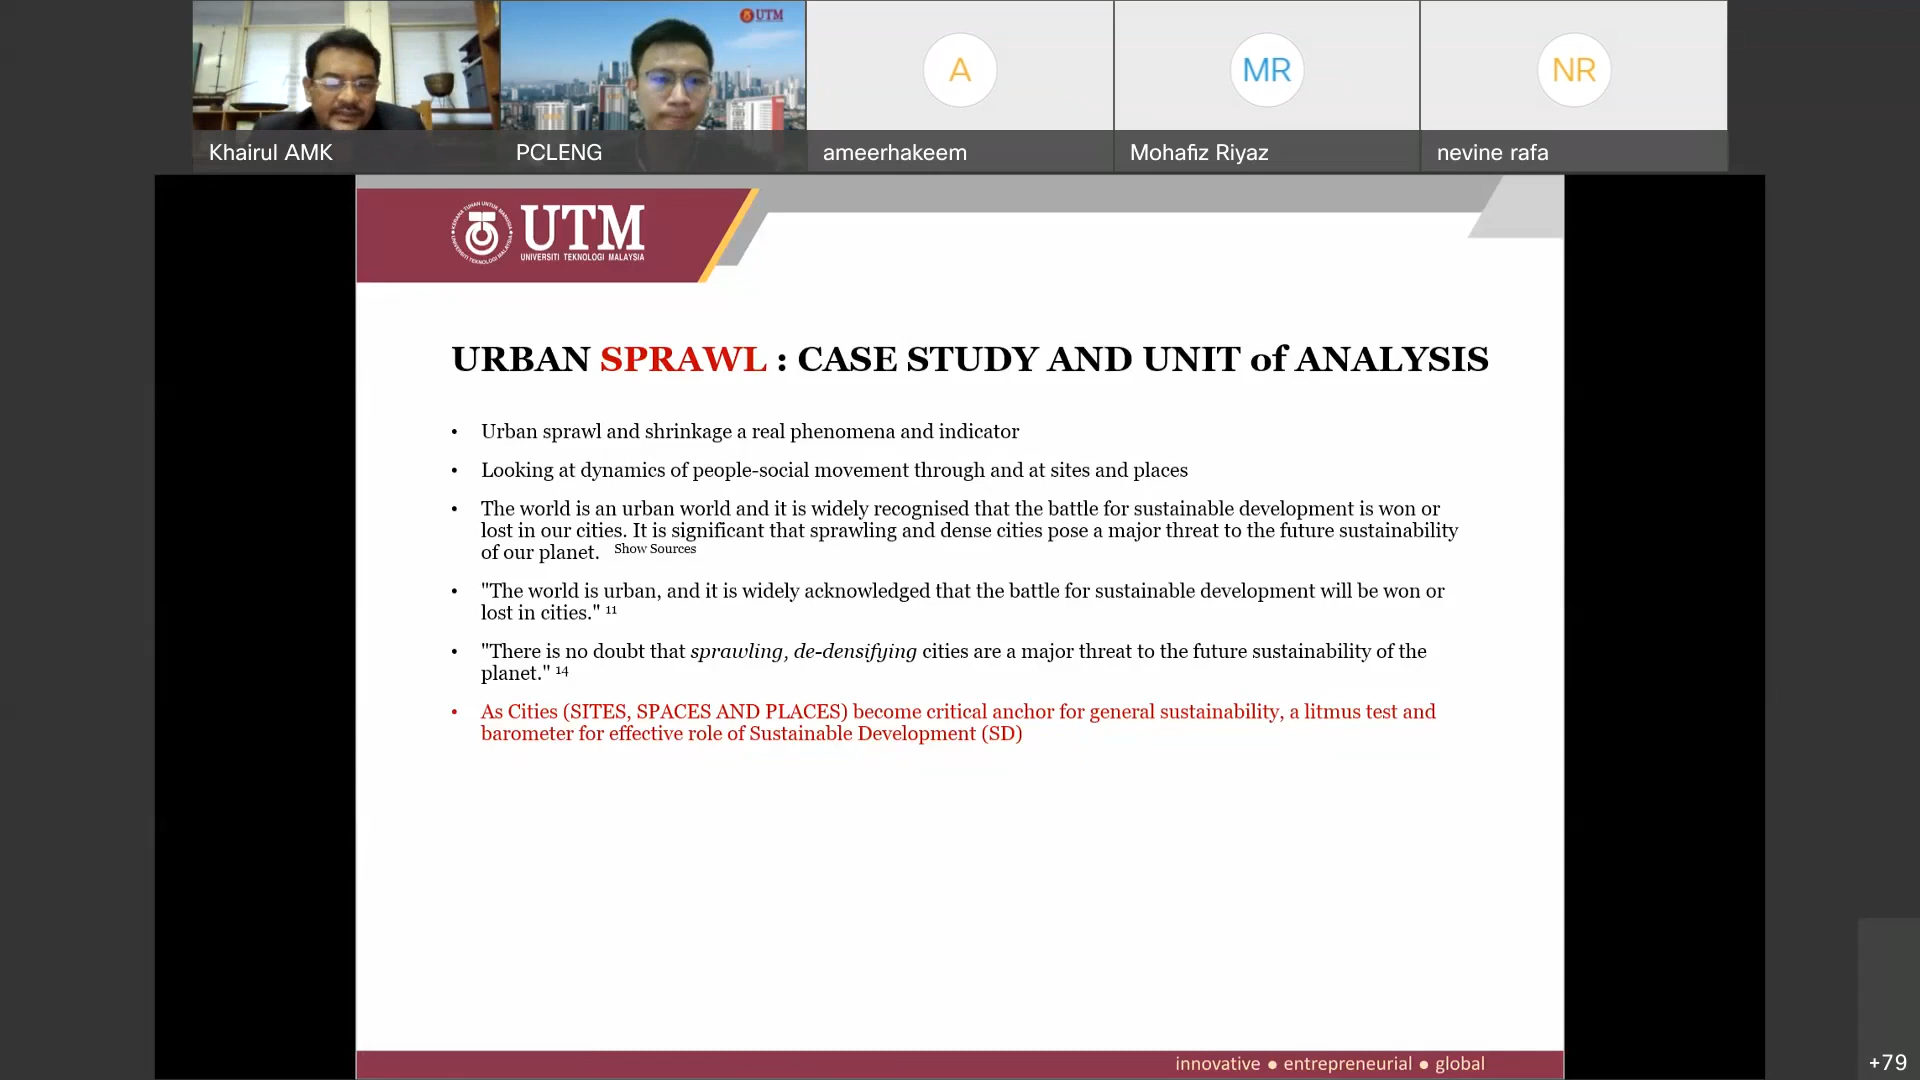 UTM
A
MR
NR
Khairul AMK
PCLENG
ameerhakeem
Mohafiz Riyaz
nevine rafa
UTM
UNIVERSITI TEKNOLOGI MALAYSIA
URBAN SPRAWL : CASE STUDY AND UNIT of ANALYSIS
• Urban sprawl and shrinkage a real phenomena and indicator
• Looking at dynamics of people-social movement through and at sites and places
• The world is an urban world and it is widely recognised that the battle for sustainable development is won or
lost in our cities. It is significant that sprawling and dense cities pose a major threat to the future sustainability
of our planet. Show Sources
• "The world is urban, and it is widely acknowledged that the battle for sustainable development will be won or
lost in cities." 11
• "There is no doubt that sprawling, de-densifying cities are a major threat to the future sustainability of the
planet." 14
• As Cities (SITES, SPACES AND PLACES) become critical anchor for general sustainability, a litmus test and
barometer for effective role of Sustainable Development (SD)
innovative ● entrepreneurial ● global
+79